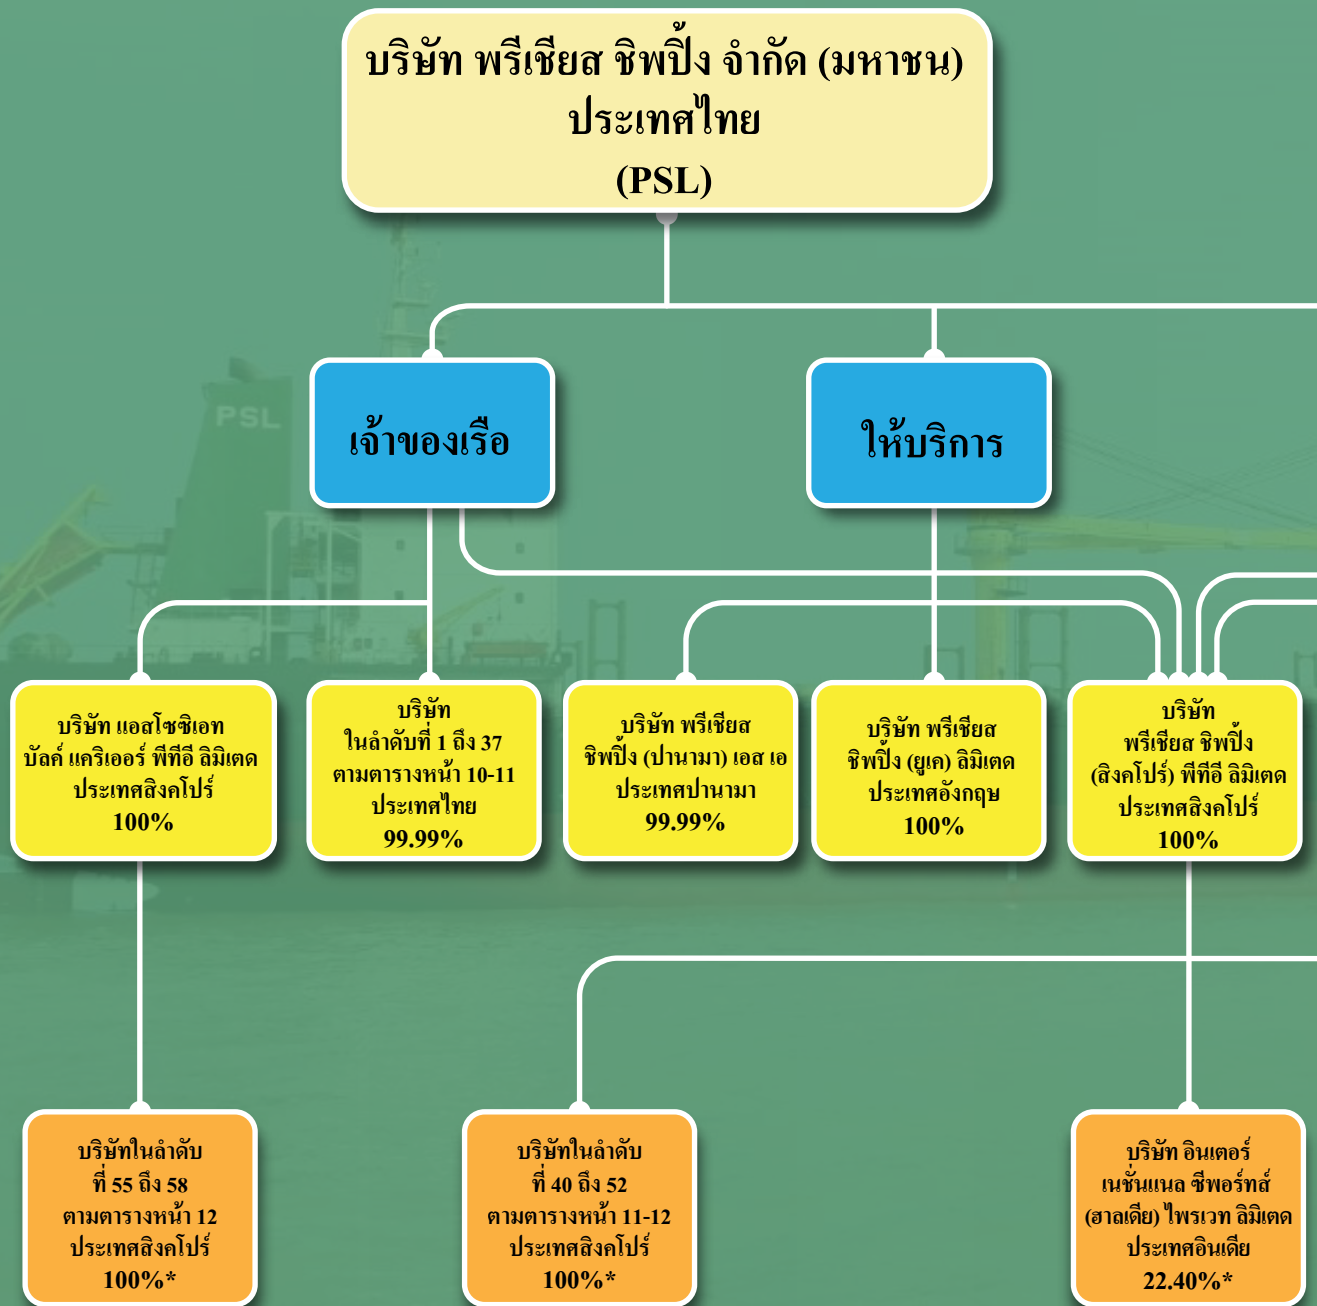 บริษัท พรีเชียส ชิพปิ้ง จำกัด (มหาชน)
ประเทศไทย
(PSL)
เจ้าของเรือ
ให้บริการ
PSL
บริษัท แอสโซซิเอท
บัลค์ แคริเออร์ พีทีอี ลิมิเตด
ประเทศสิงคโปร์
100%
บริษัท
ในลำดับที่ 1 ถึง 37
ตามตารางหน้า 10-11
ประเทศไทย
99.99%
บริษัท พรีเชียส
ชิพปิ้ง (ปานามา) เอส เอ
ประเทศปานามา
99.99%
บริษัท พรีเชียส
ชิพปิ้ง (ยูเค) ลิมิเตด
ประเทศอังกฤษ
100%
บริษัท
พรีเชียส ชิพปิ้ง
(สิงคโปร์) พีทีอี ลิมิเตด
ประเทศสิงคโปร์
100%
บริษัทในลำดับ
ที่ 55 ถึง 58
ตามตารางหน้า 12
ประเทศสิงคโปร์
100%*
บริษัทในลำดับ
ที่ 40 ถึง 52
ตามตารางหน้า 11-12
ประเทศสิงคโปร์
100%*
บริษัท อินเตอร์
เนชั่นแนล ซีพอร์ทส์
(ฮาลเดีย) ไพรเวท ลิมิเตด
ประเทศอินเดีย
22.40%*